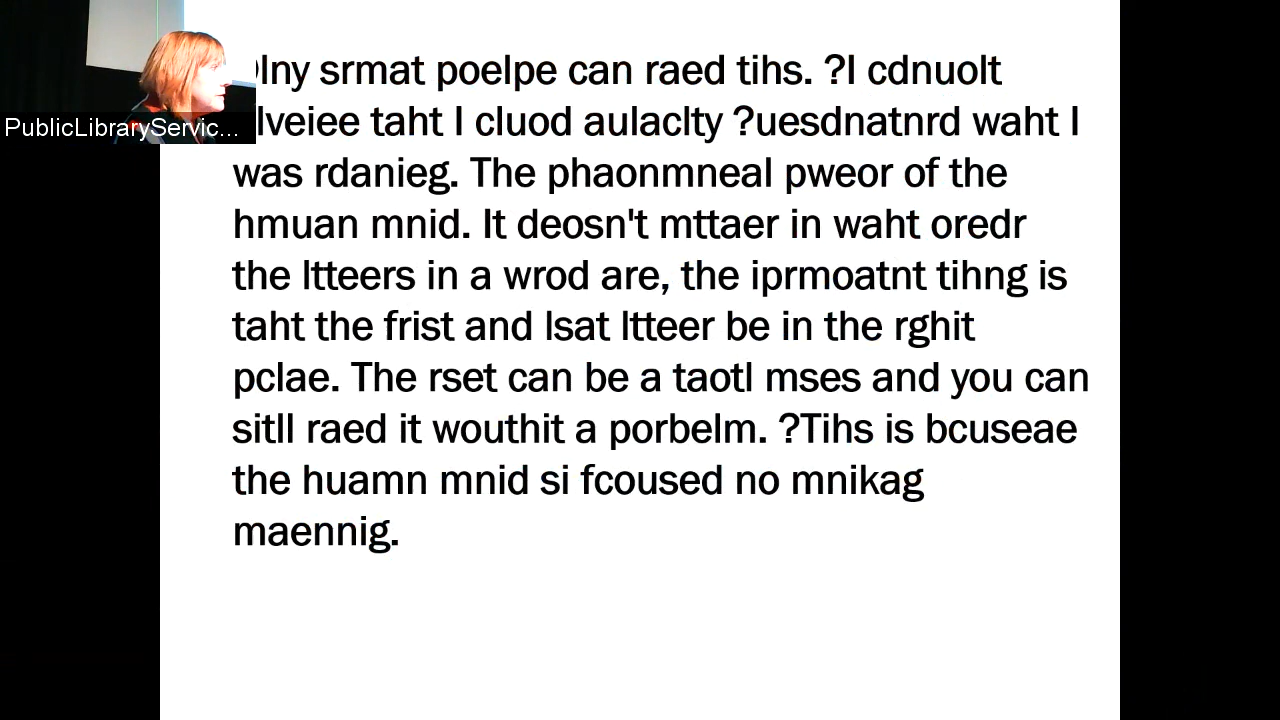 lny srmat poelpe can raed tihs. ?I cdnuolt
PublicLibraryServic...
lveiee taht I cluod aulaclty ?uesdnatnrd waht I
was rdanieg. The phaonmneal pweor of the
hmuan mnid. It deosn't mttaer in waht oredr
the ltteers in a wrod are, the iprmoatnt tihng is
taht the frist and lsat ltteer be in the rghit
pclae. The rset can be a taotl mses and you can
sitll raed it wouthit a porbelm. ?Tihs is bcuseae
the huamn mnid si fcoused no mnikag
maennig.